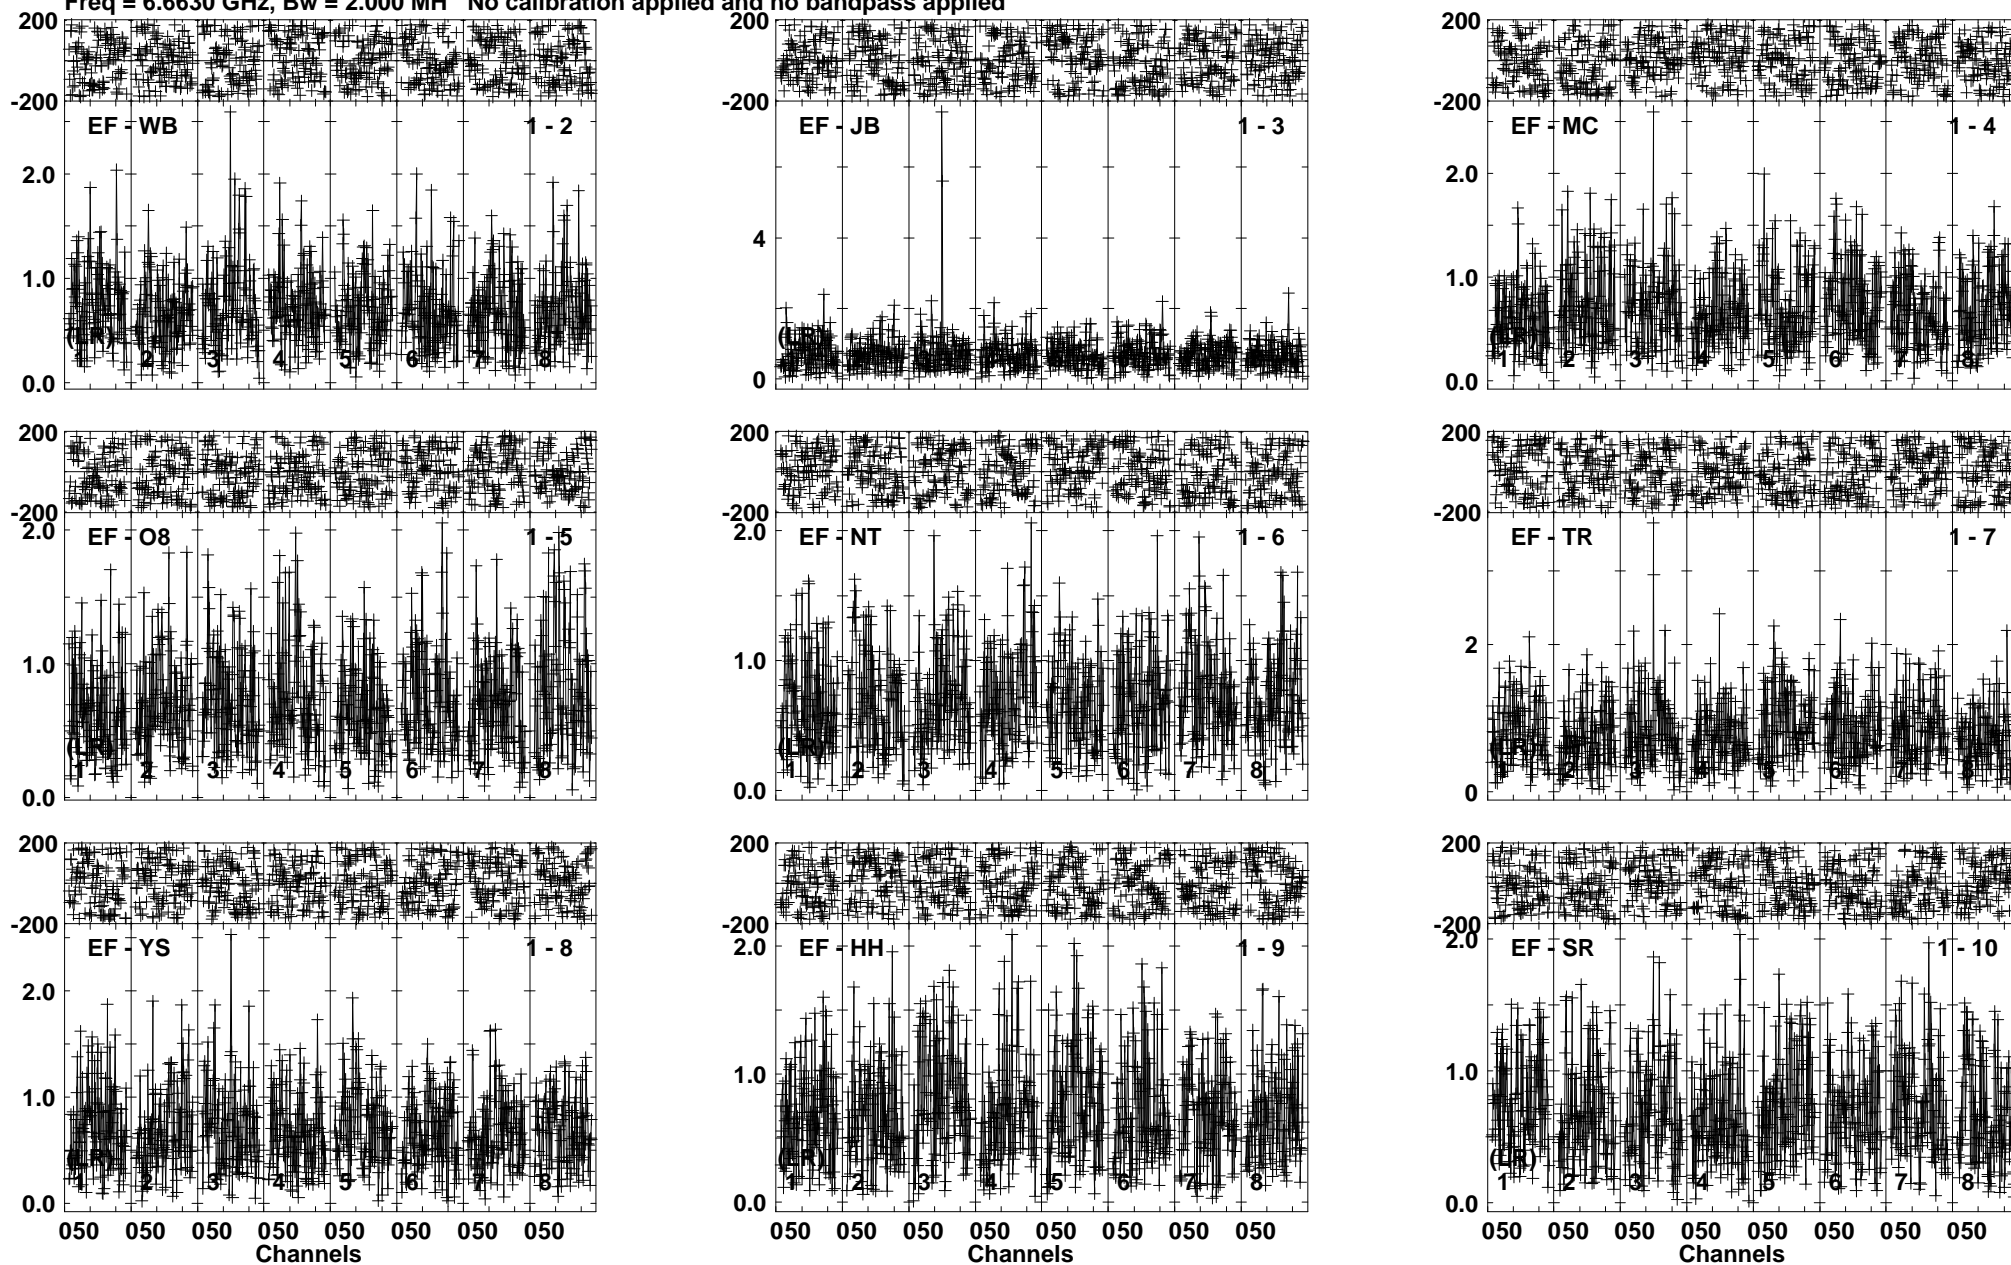 Freq = 6.6630 GHz, Bw = 2.000 MH No calibration applied and no bandpass applied
200 200 200
-200 -200 -200
EF - WB 1 - 2 EF - JB 1 - 3 EF - MC 1 - 4
2.0 4 2.0
1.0 1.0
(LR) (LR) (LR)
1 2 3 4 5 6 7 8 1 2 3 4 5 6 7 8
0.0 0 0.0
200 200 200
-200 -200 -200
2.0 2.0
EF - O8 1 - 5 EF - NT 1 - 6 EF - TR 1 - 7
1.0 1.0 2
(LR) (LR) (LR)
1 2 3 4 5 6 7 8 1 2 3 4 5 6 7 8 1 2 3 4 5 6 7 8
0.0 0.0 0
200 200 200
-200 -200 -200
EF - YS 1 - 8 EF - HH 1 - 9 EF - SR 1 - 10
2.0 2.0 2.0
1.0 1.0 1.0
(LR) (LR) (LR)
1 2 3 4 5 6 7 8 1 2 3 4 5 6 7 8 1 2 3 4 5 6 7 8
0.0 0.0 0.0
050 050 050 050 050 050 050 050 050 050 050 050 050 050 050 050 050 050 050 050 050 050 050 050
Channels Channels Channels